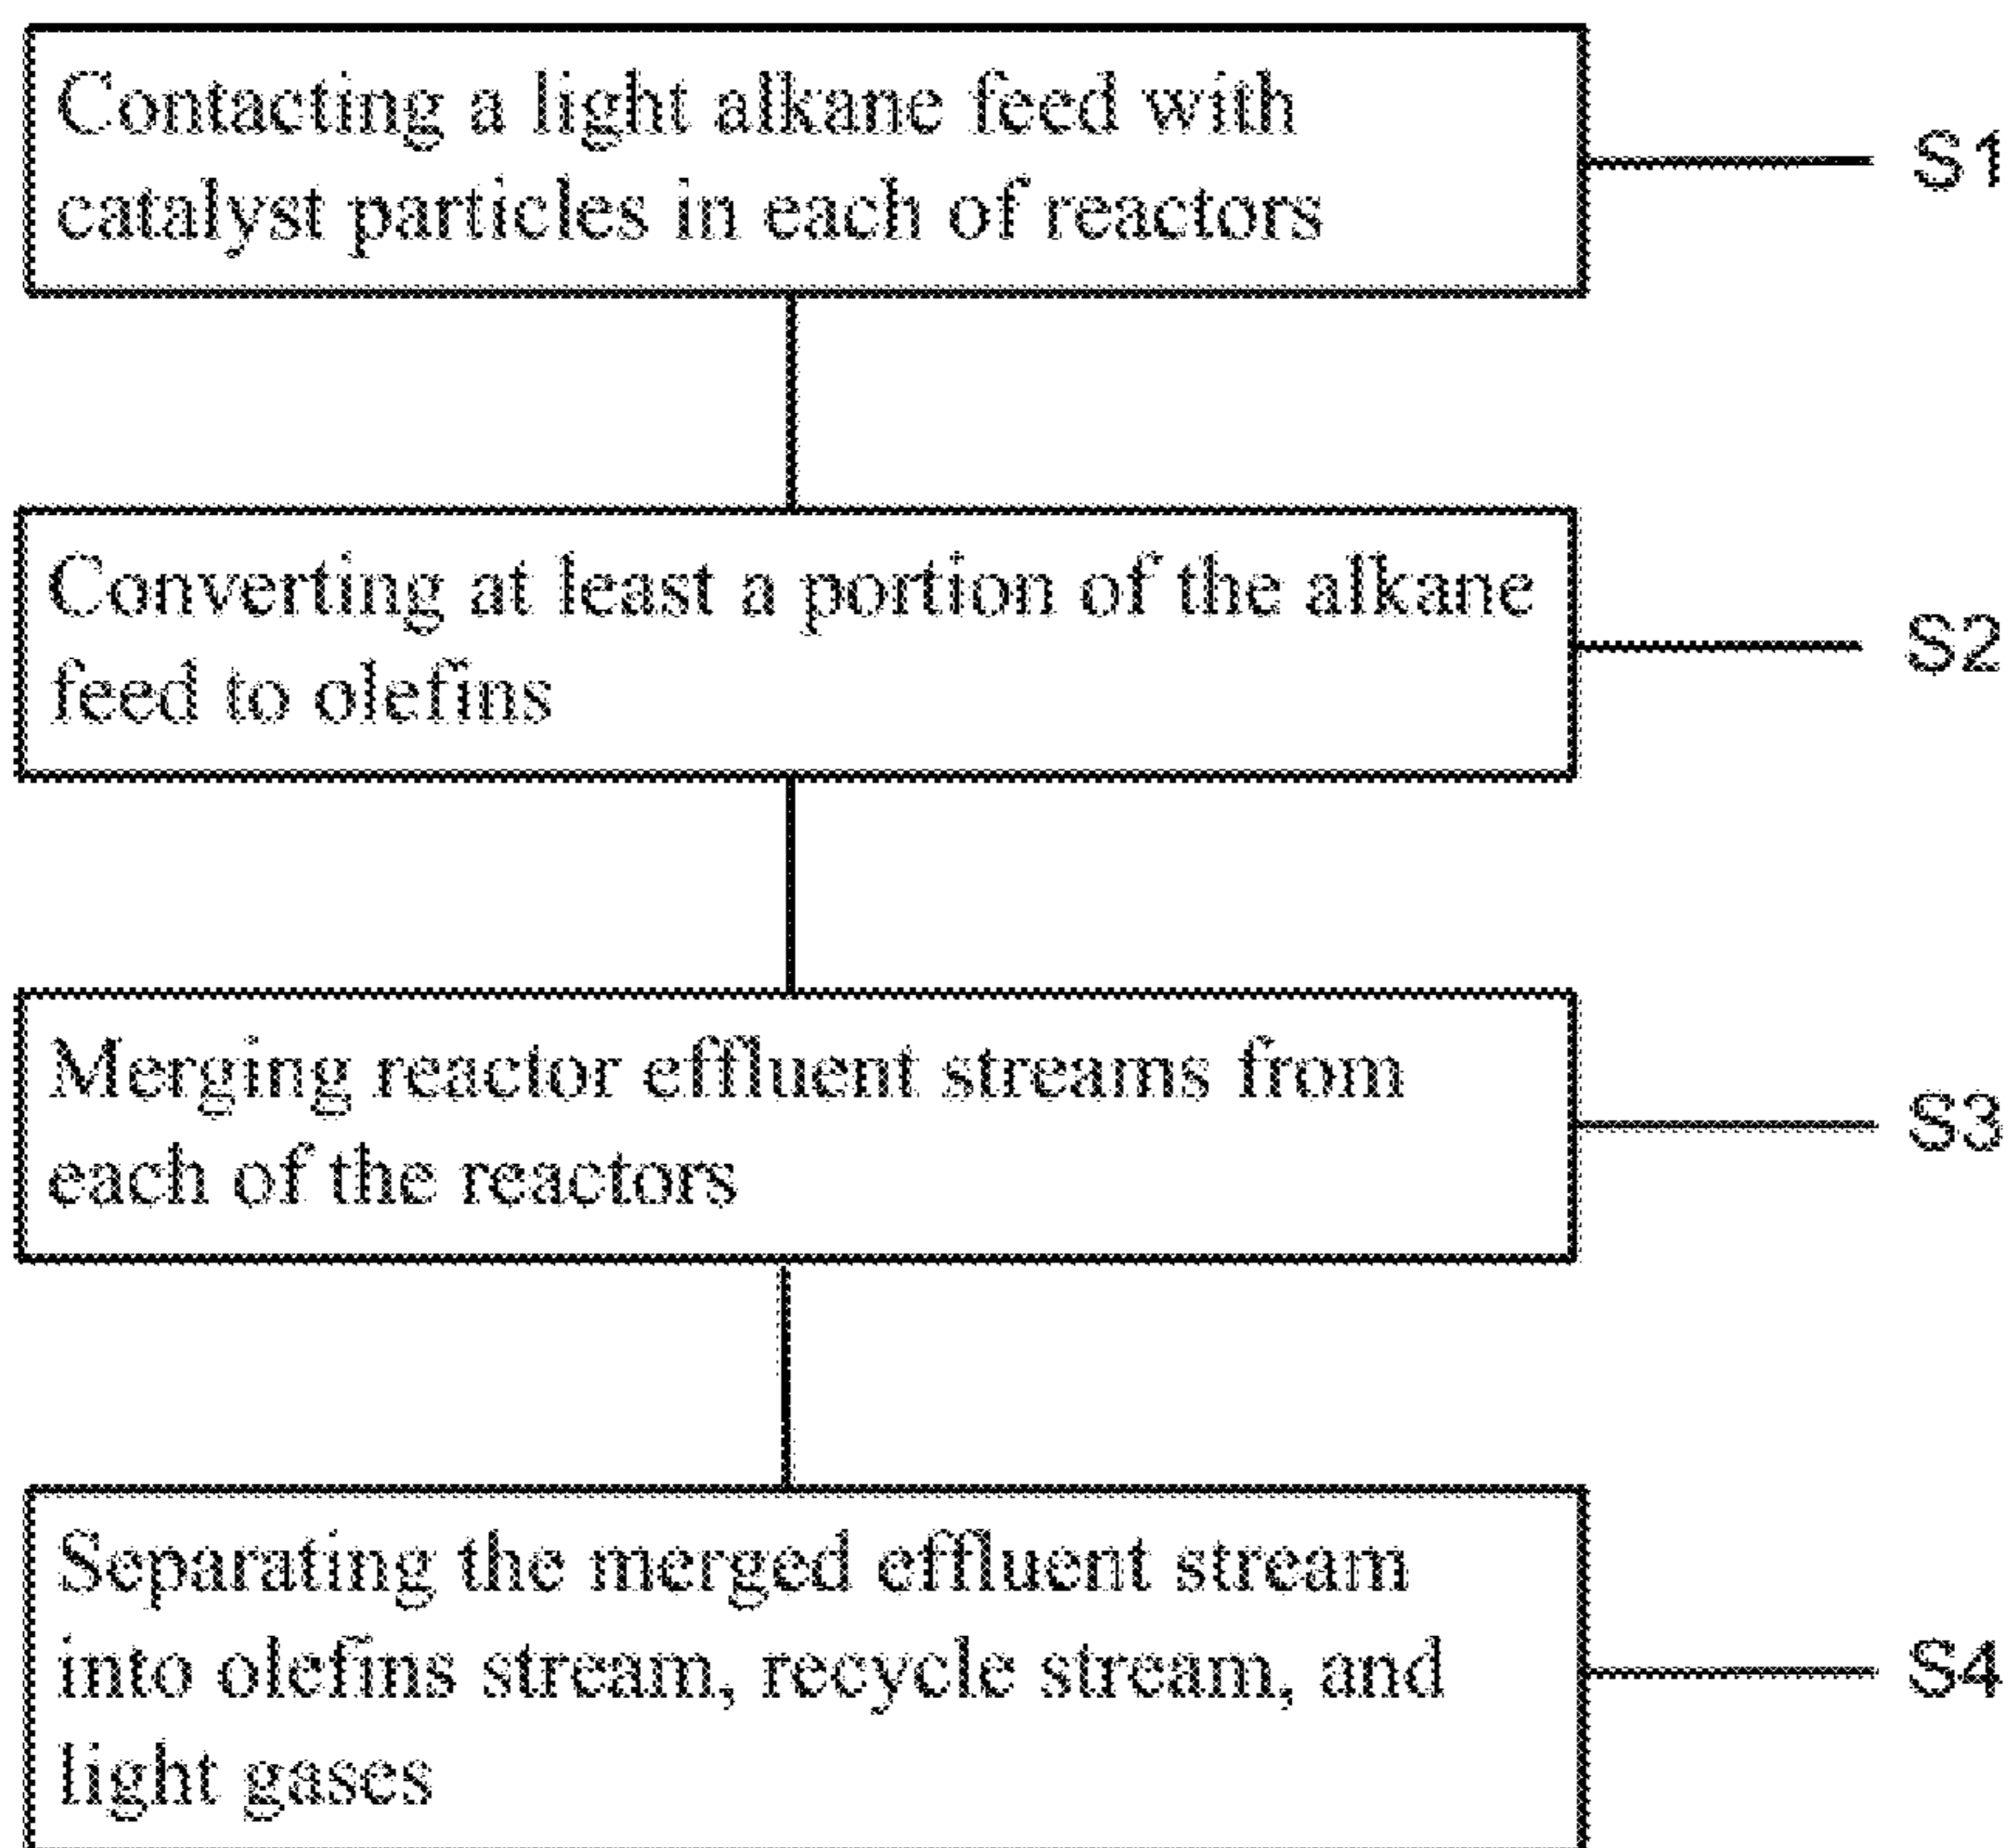 Contacting a light alkane feed with
catalyst particles in each of reactors
S1
Converting at least a portion of the alkane
feed to olefins
S2
Merging reactor effluent streams from
each of the reactors
S3
Separating the merged effluent stream
into olefins stream, recycle stream, and
light gases
S4